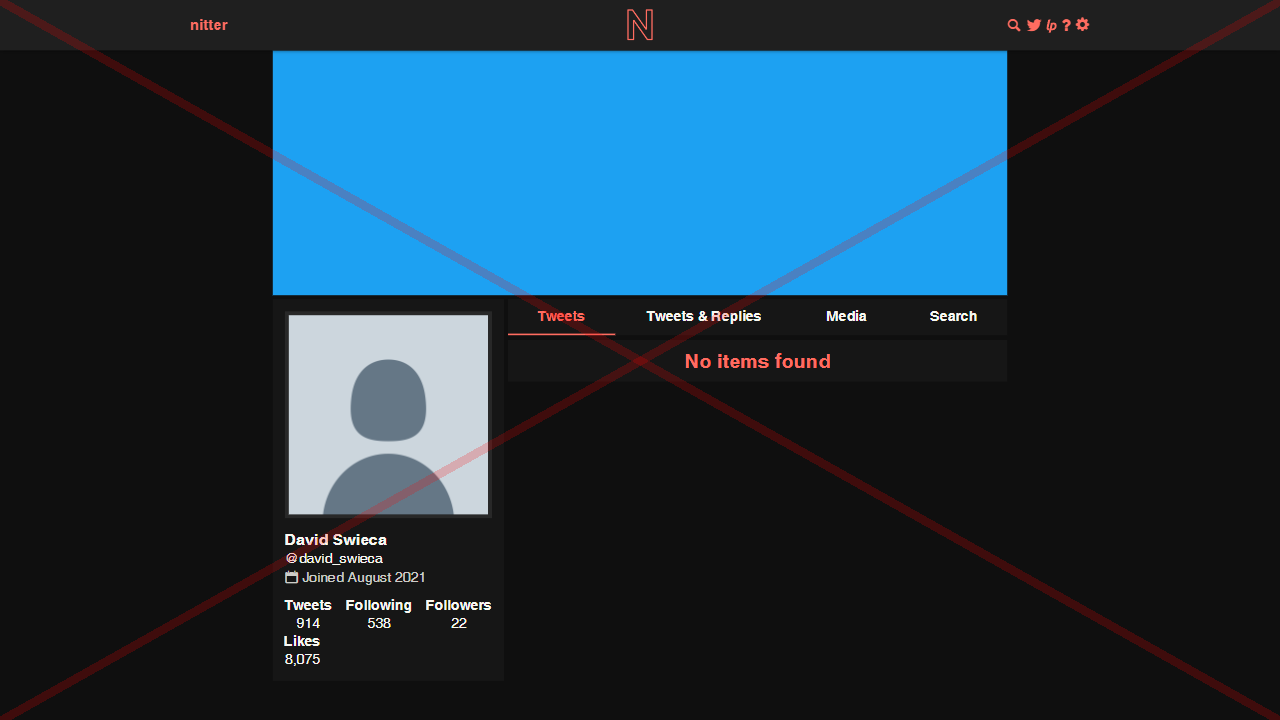 nitter
N
lp ?
Tweets Tweets & Replies Media Search
No items found
David Swieca
@david_swieca
Joined August 2021
Tweets Following Followers
914 538 22
Likes
8,075